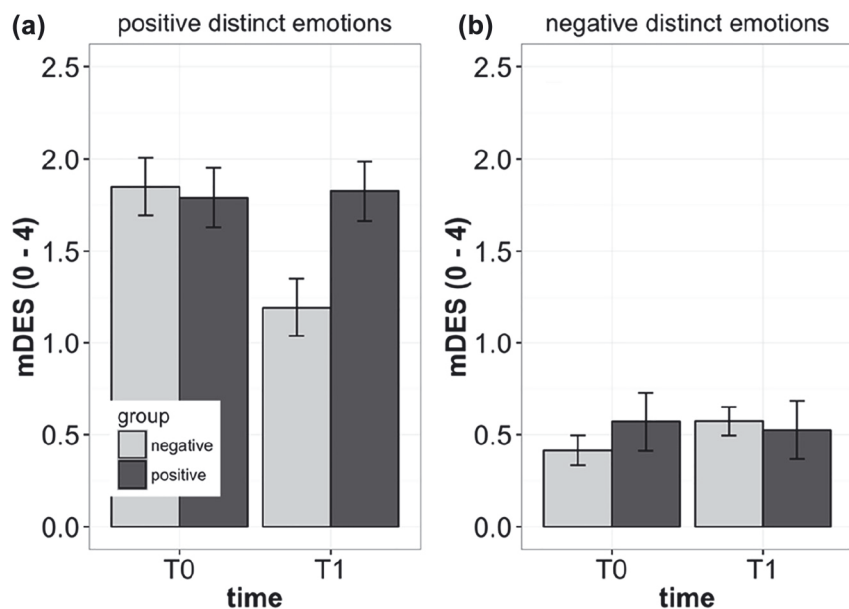 (a) positive distinct emotions
2.5
2.0
1.5
1.0
0.5
0.0
mDES (0 - 4)
group
negative
positive
T0 T1
time
(b) negative distinct emotions
2.5
2.0
1.5
1.0
0.5
0.0
mDES (0 - 4)
T0 T1
time